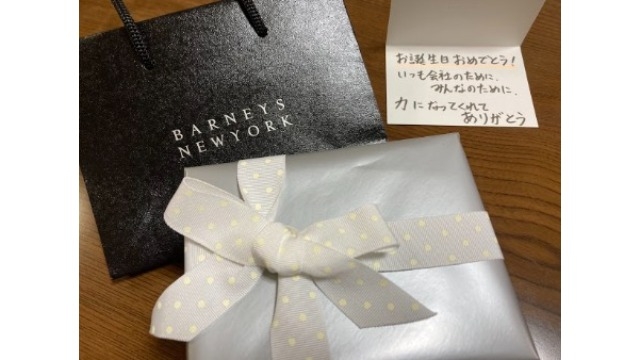 BARNEYS
NEWYORK
お誕生日おめでとう！
いつも会社のために、
みんなのために、
力になってくれて
ありがとう